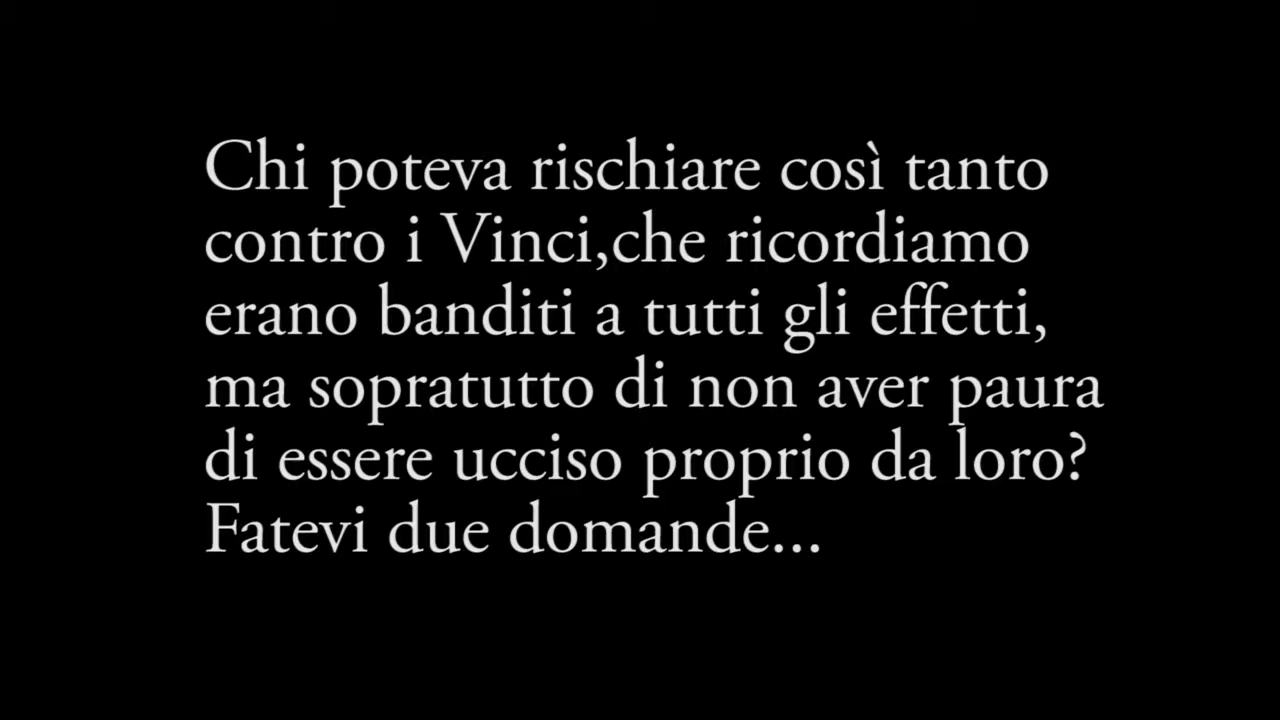 Chi poteva rischiare così tanto
contro i Vinci,che ricordiamo
erano banditi a tutti gli effetti,
ma sopratutto di non aver paura
di essere ucciso proprio da loro?
Fatevi due domande...